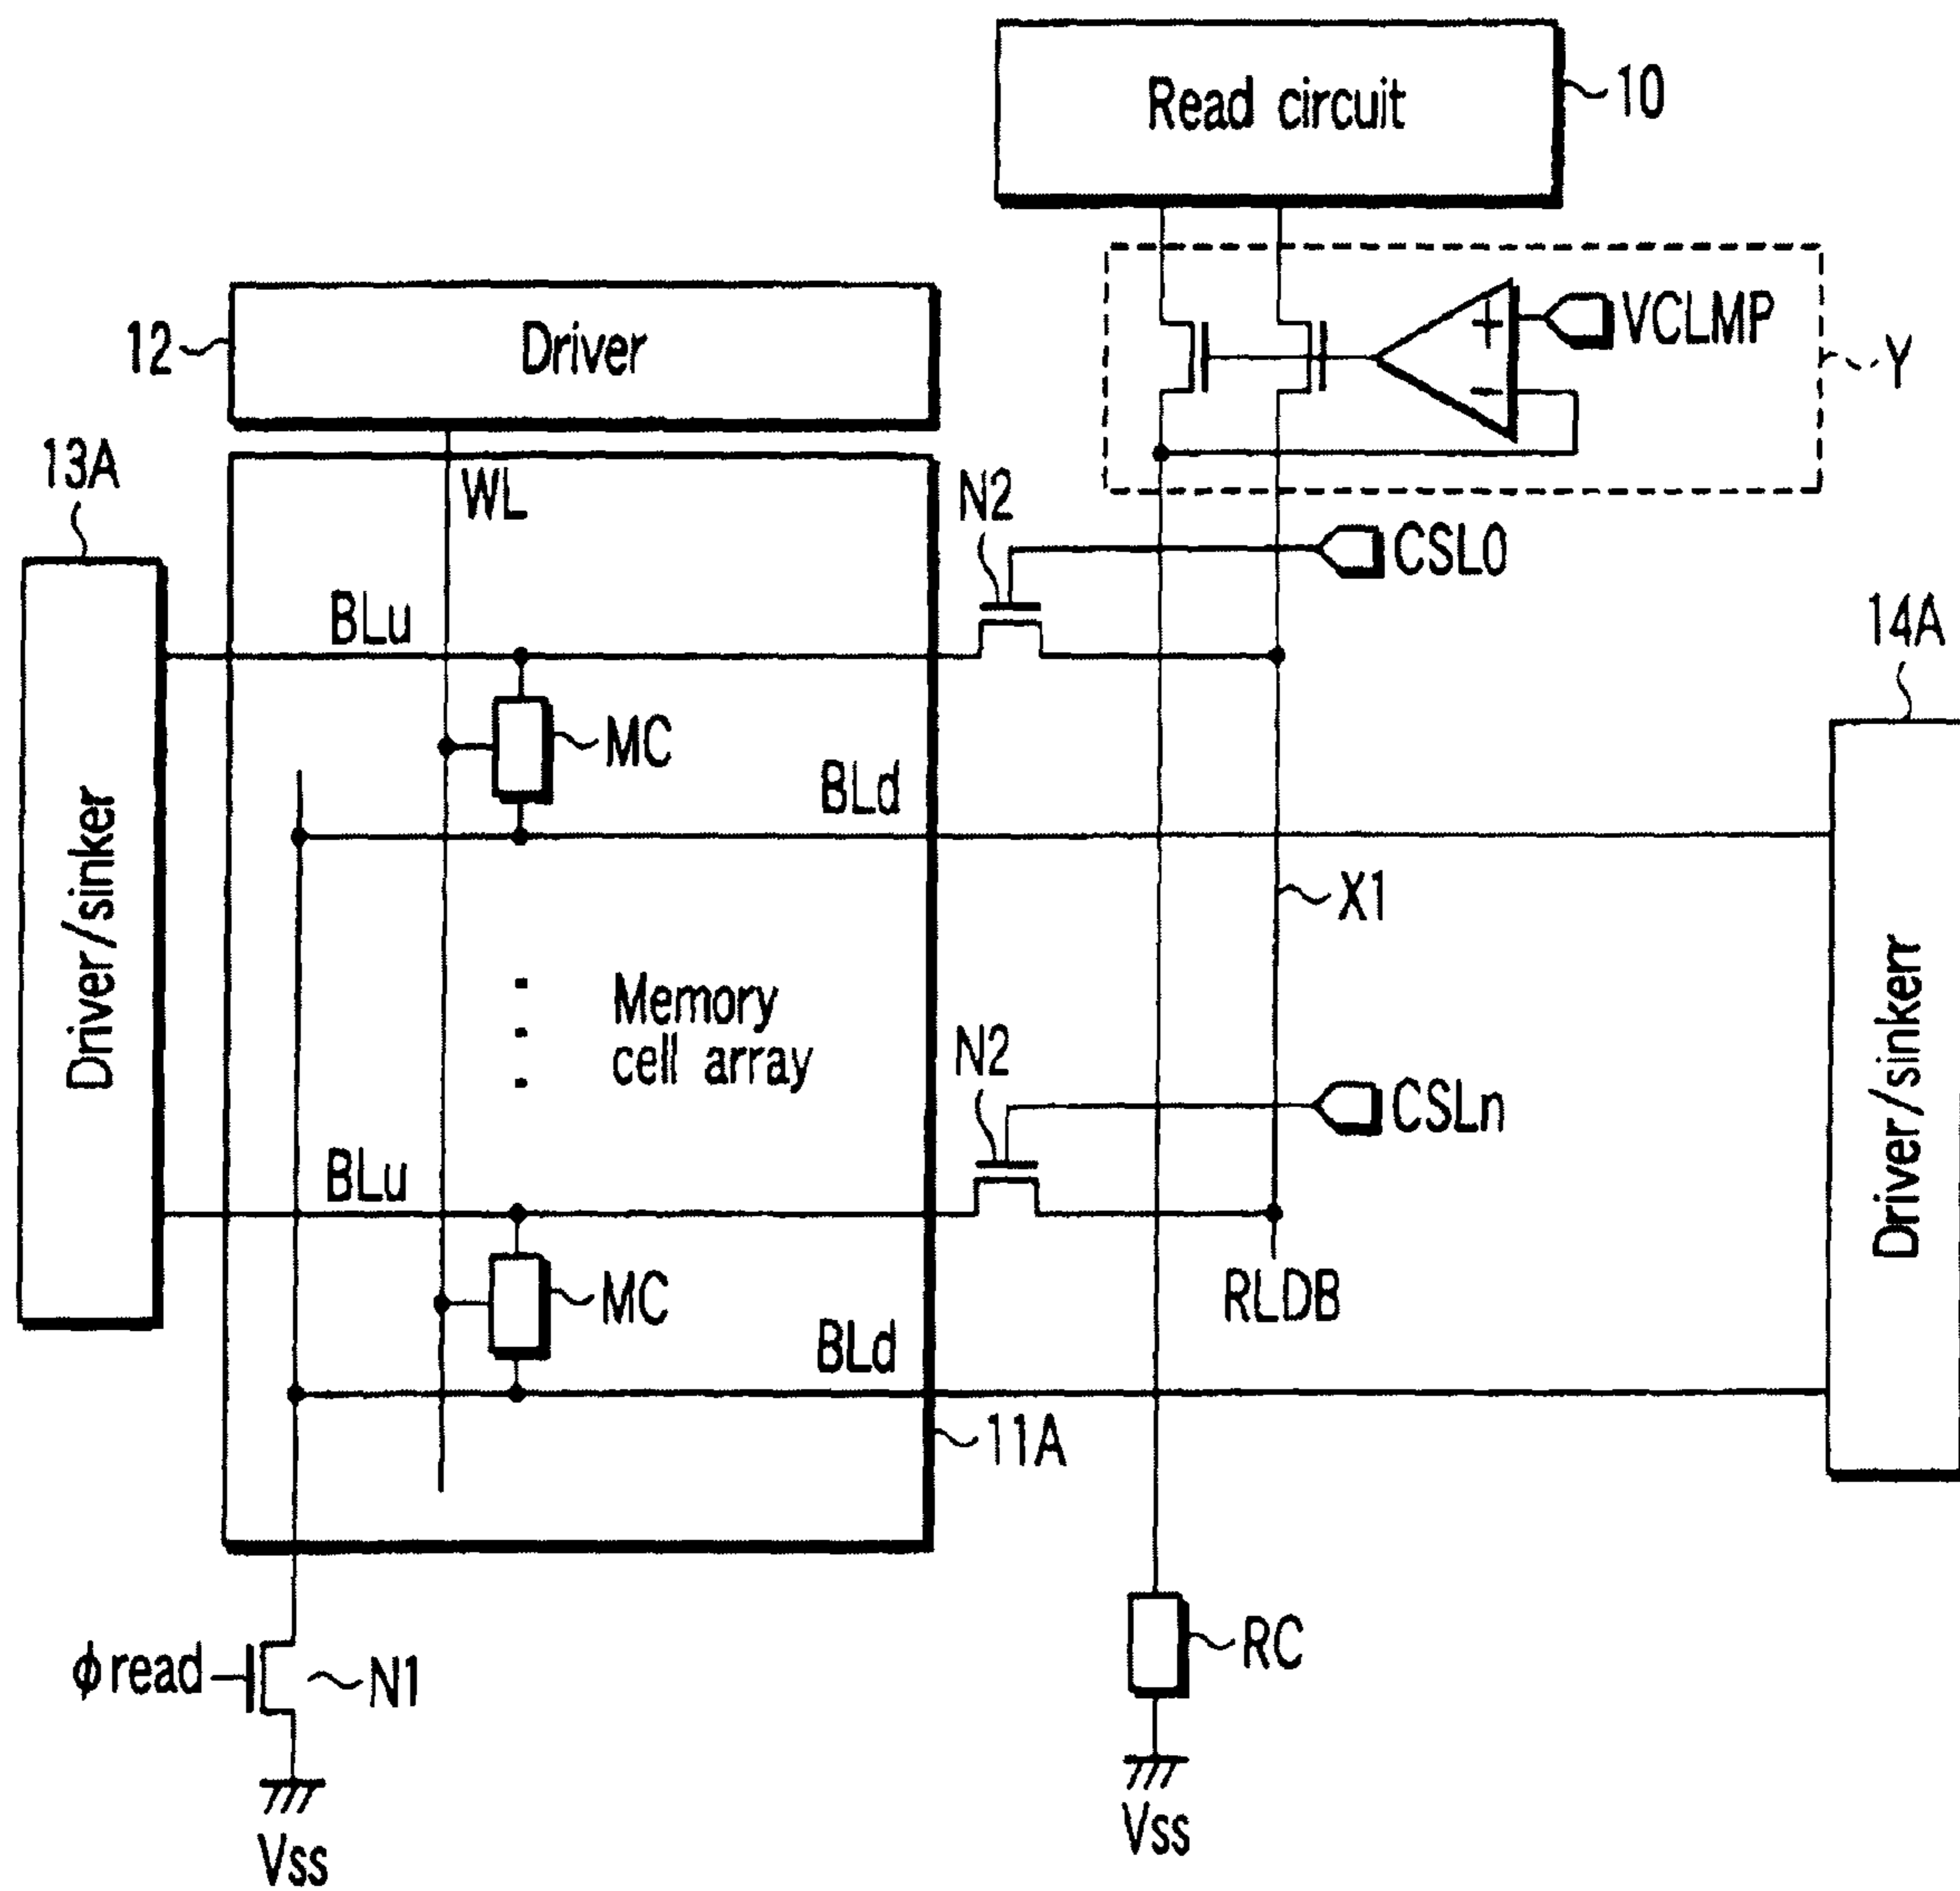 Read circuit
10
12
Driver
VCLMP
+
−
Y
13A
WL
N2
CSL0
BLu
14A
MC
BLd
X1
Driver/sinker
Memory
cell array
N2
CSLn
Driver/sinkerr
BLu
MC
RLDB
BLd
11A
RC
ϕread
N1
Vss
Vss